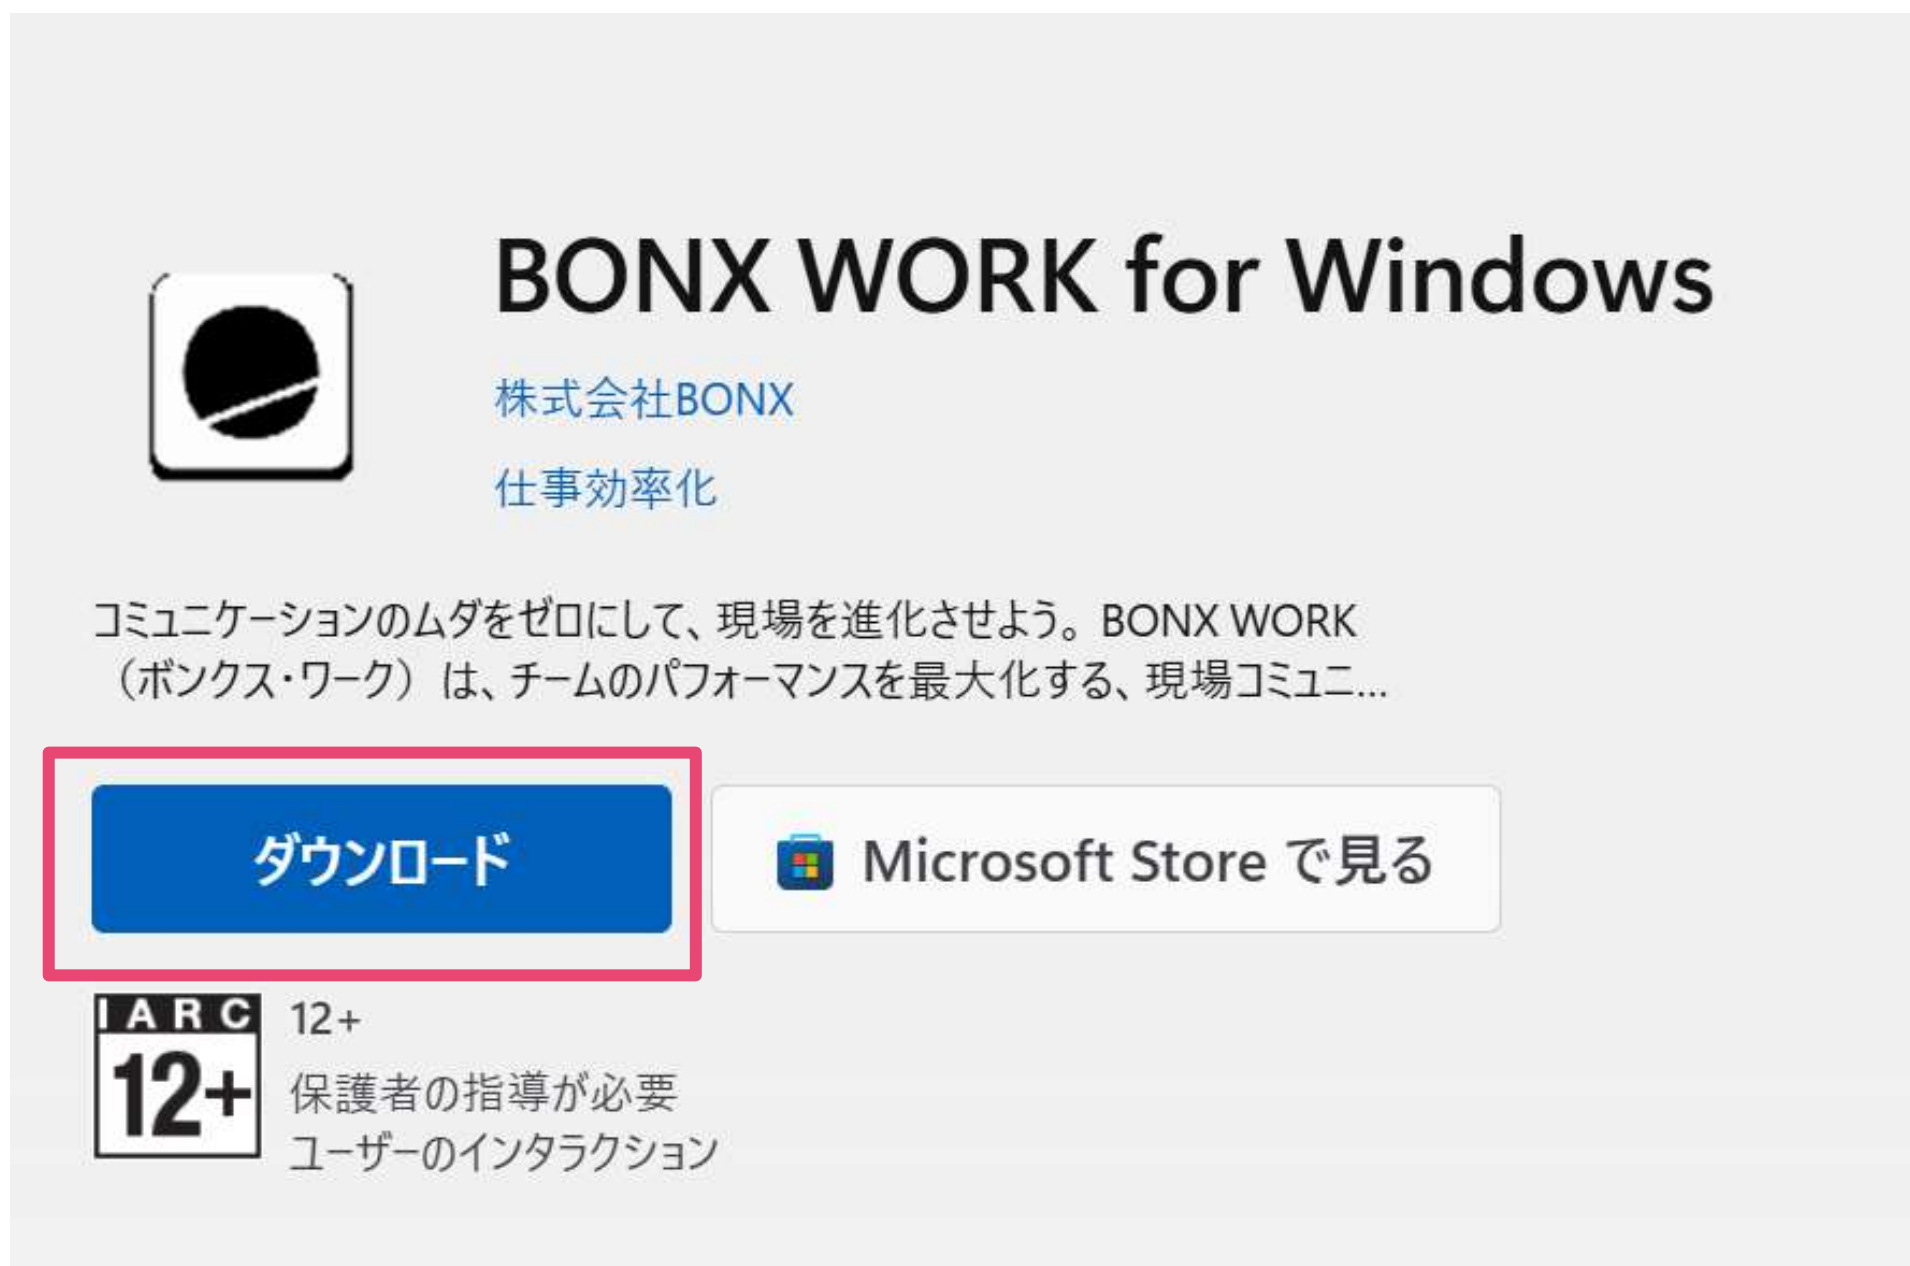 BONX WORK for Windows
株式会社BONX
仕事効率化
コミュニケーションのムダをゼロにして、現場を進化させよう。BONX WORK
（ボンクス・ワーク）は、チームのパフォーマンスを最大化する、現場コミュニ...
ダウンロード
Microsoft Store で見る
IARC
12+
12+
保護者の指導が必要
ユーザーのインタラクション